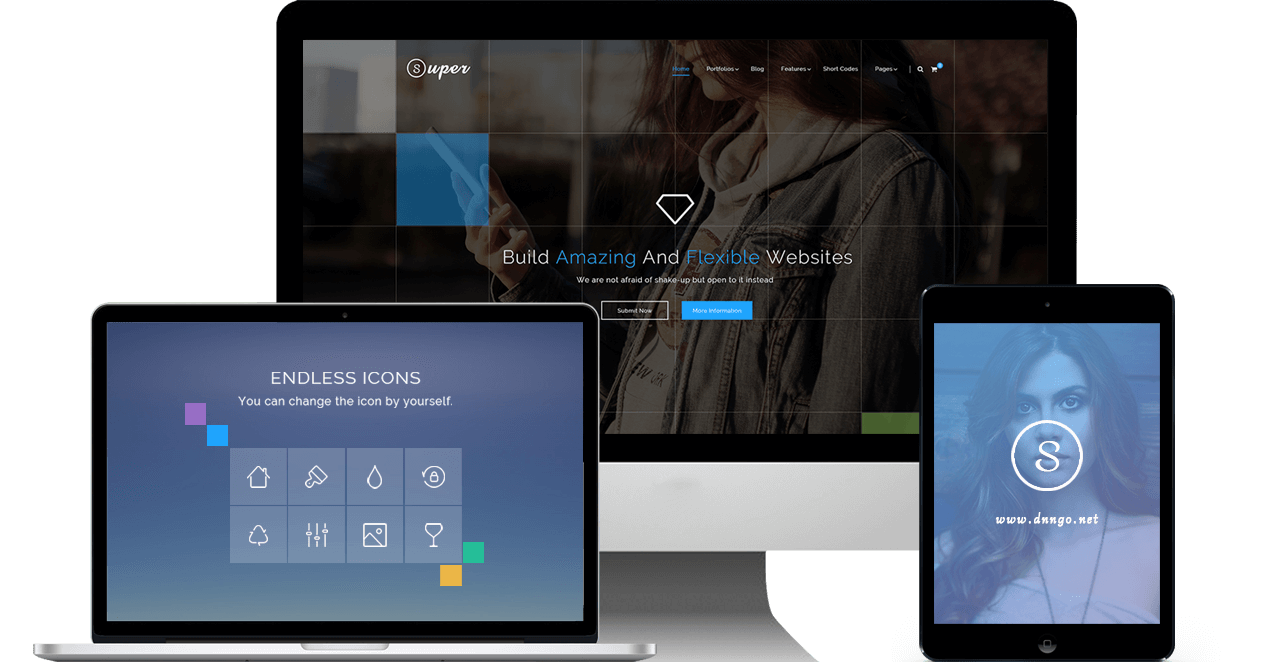 Super
Home Portfolios Blog Features Short Codes Pages
Build Amazing And Flexible Websites
We are not afraid of shake-up but open to it instead
Submit Now More Information
ENDLESS ICONS
You can change the icon by yourself.
S
www.dnngo.net